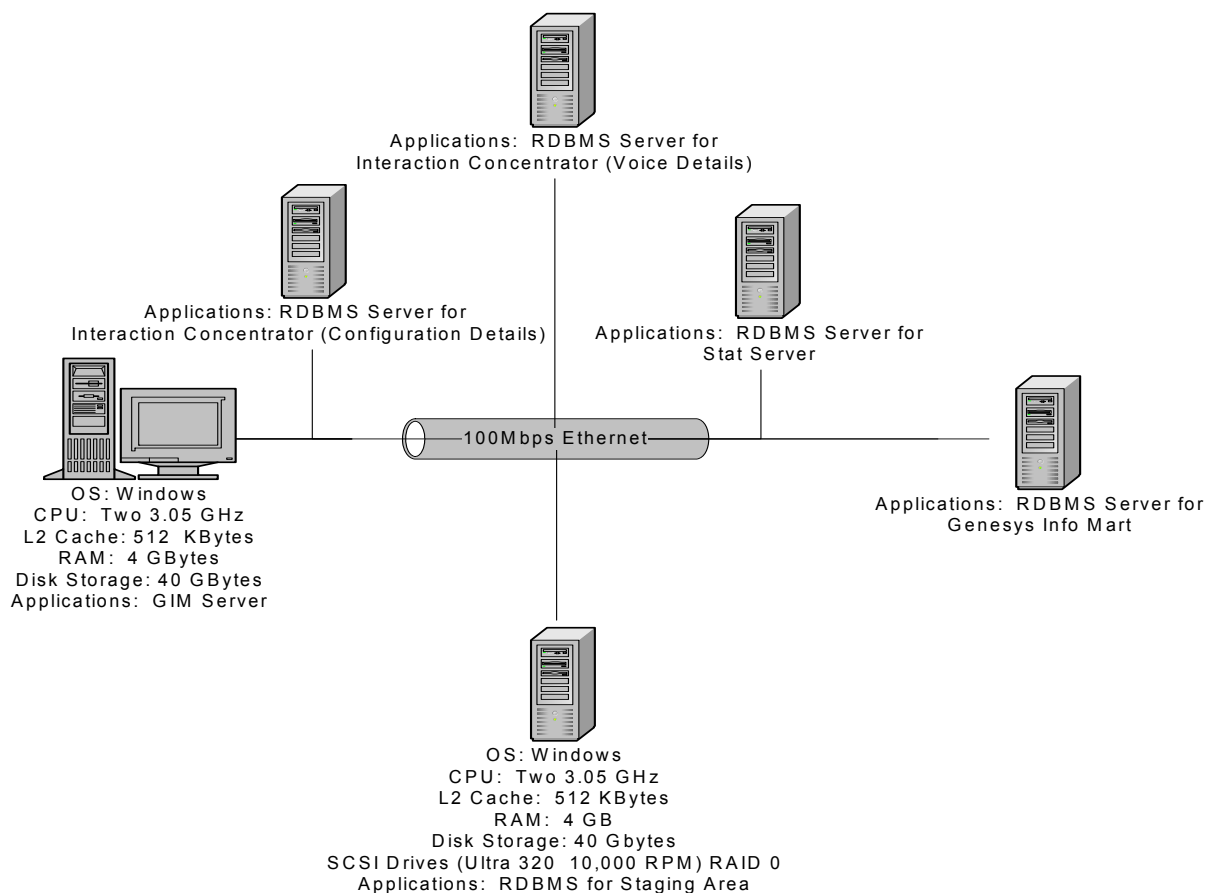 Applications: RDBMS Server for
Interaction Concentrator (Voice Details)
Applications: RDBMS Server for
Interaction Concentrator (Configuration Details)
Applications: RDBMS Server for
Stat Server
100Mbps Ethernet
Applications: RDBMS Server for
Genesys Info Mart
OS: Windows
CPU: Two 3.05 GHz
L2 Cache: 512 KBytes
RAM: 4 GBytes
Disk Storage: 40 GBytes
Applications: GIM Server
OS: Windows
CPU: Two 3.05 GHz
L2 Cache: 512 KBytes
RAM: 4 GB
Disk Storage: 40 Gbytes
SCSI Drives (Ultra 320 10,000 RPM) RAID 0
Applications: RDBMS for Staging Area